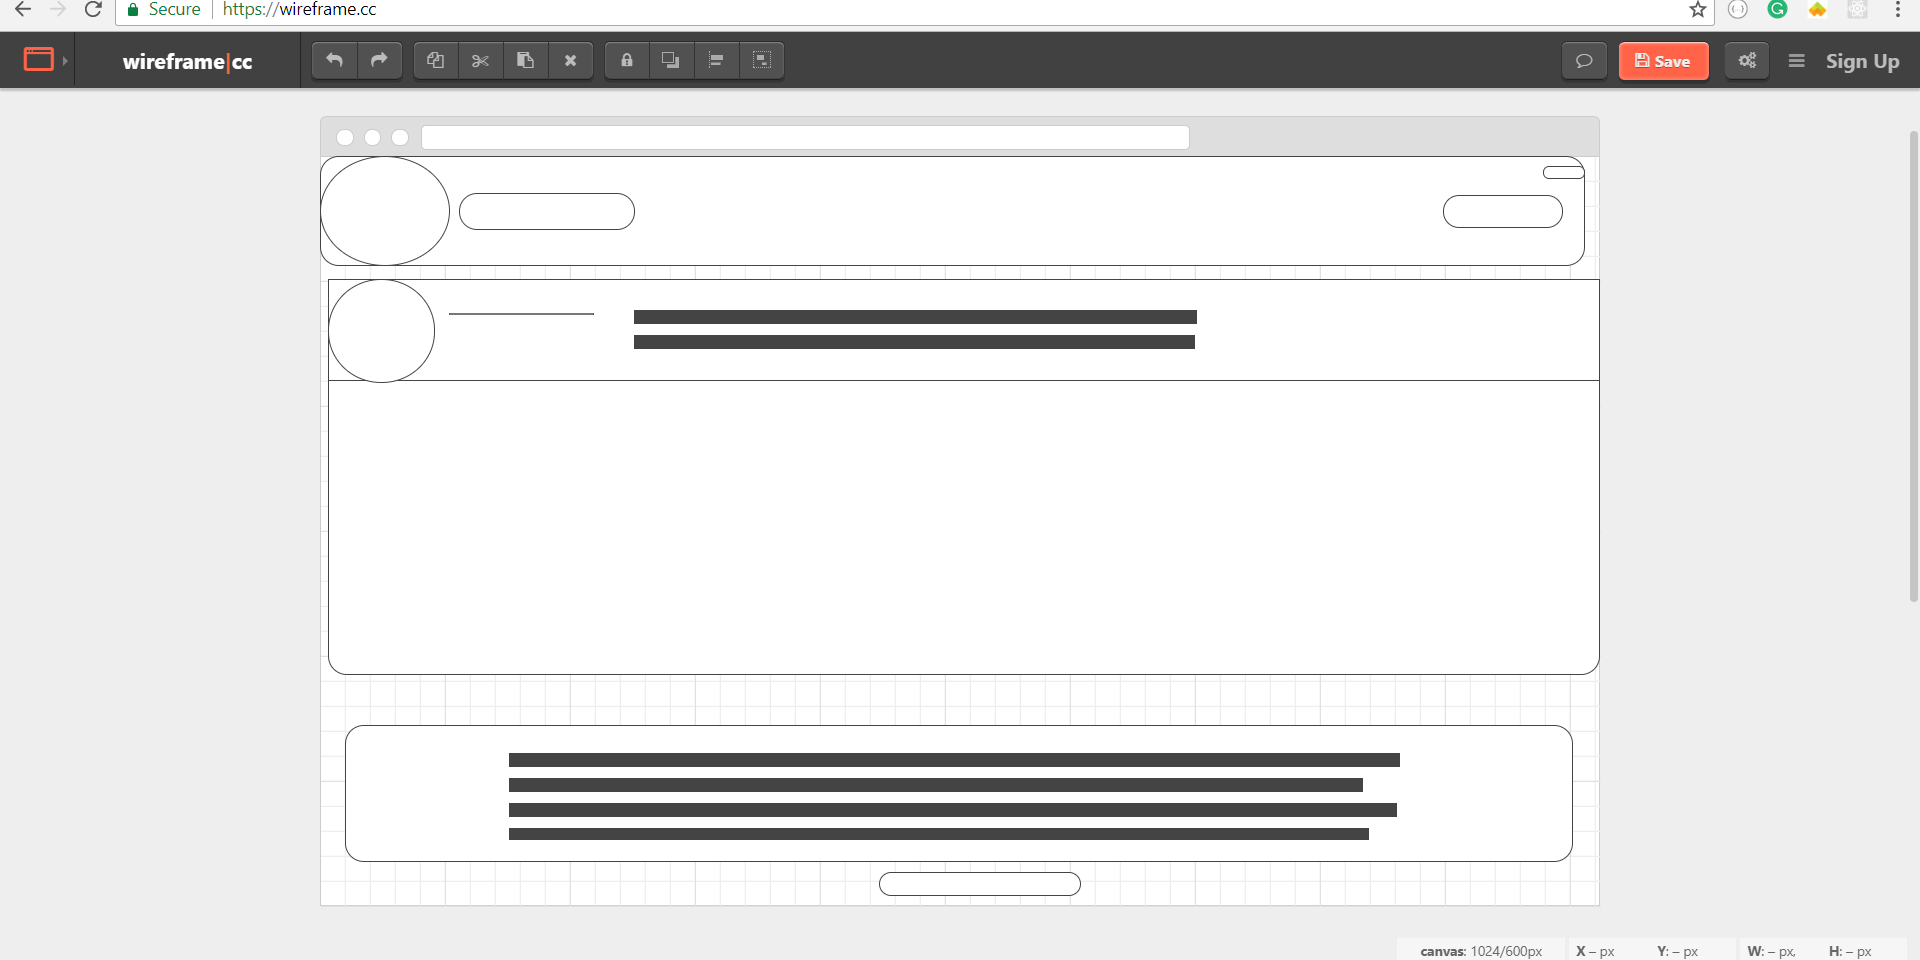 Secure https://wireframe.cc
wireframe|cc Save Sign Up
canvas: 1024/600px X – px Y: – px W: – px, H: – px